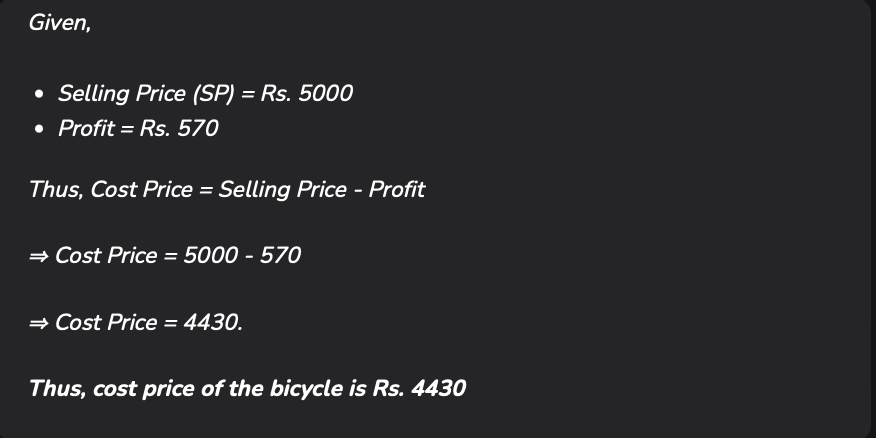 Given,
• Selling Price (SP) = Rs. 5000
• Profit = Rs. 570
Thus, Cost Price = Selling Price - Profit
⇒ Cost Price = 5000 - 570
⇒ Cost Price = 4430.
Thus, cost price of the bicycle is Rs. 4430